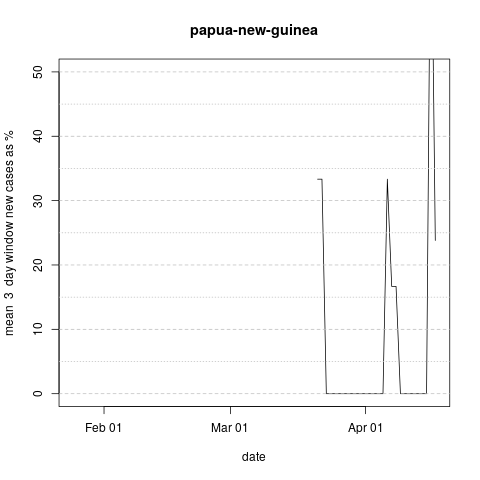 papua-new-guinea
mean 3 day window new cases as %
50
40
30
20
10
0
Feb 01
Mar 01
Apr 01
date